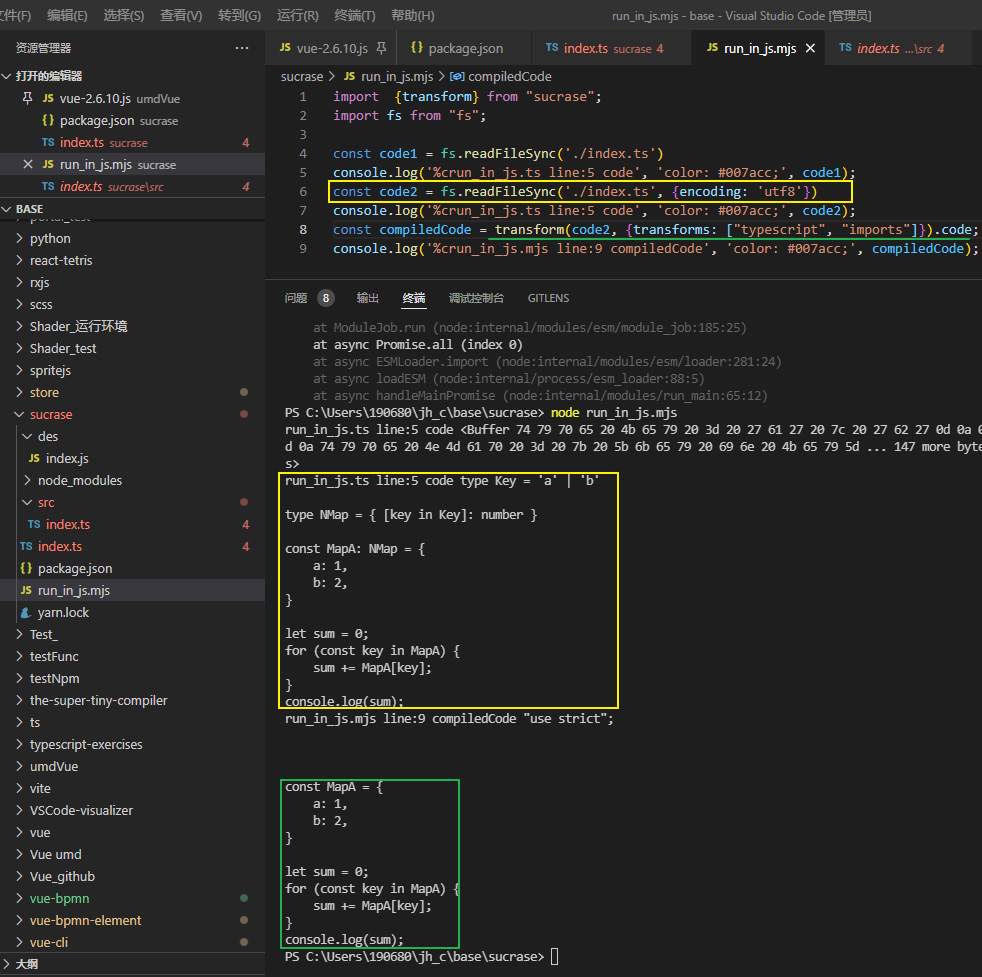 文件(F) 编辑(E) 选择(S) 查看(V) 转到(G) 运行(R) 终端(T) 帮助(H) run_in_js.mjs - base - Visual Studio Code [管理员]
资源管理器 ···
打开的编辑器
JS vue-2.6.10.js umdVue
{} package.json sucrase
TS index.ts sucrase 4
JS run_in_js.mjs sucrase
TS index.ts sucrase\src 4
BASE
portal_test
python
react-tetris
rxjs
scss
Shader_运行环境
Shader_test
spritejs
store
sucrase
des
JS index.js
node_modules
src
TS index.ts 4
TS index.ts 4
{} package.json
JS run_in_js.mjs
yarn.lock
Test_
testFunc
testNpm
the-super-tiny-compiler
ts
typescript-exercises
umdVue
vite
VSCode-visualizer
vue
Vue umd
Vue_github
vue-bpmn
vue-bpmn-element
vue-cli
大纲
JS vue-2.6.10.js {} package.json TS index.ts sucrase 4 JS run_in_js.mjs TS index.ts ...\src 4
sucrase > JS run_in_js.mjs > compiledCode
1 import  {transform} from "sucrase";
2 import fs from "fs";
3
4 const code1 = fs.readFileSync('./index.ts')
5 console.log('%crun_in_js.ts line:5 code', 'color: #007acc;', code1);
6 const code2 = fs.readFileSync('./index.ts', {encoding: 'utf8'})
7 console.log('%crun_in_js.ts line:5 code', 'color: #007acc;', code2);
8 const compiledCode = transform(code2, {transforms: ["typescript", "imports"]}).code;
9 console.log('%crun_in_js.mjs line:9 compiledCode', 'color: #007acc;', compiledCode);
问题 8 输出 终端 调试控制台 GITLENS
at ModuleJob.run (node:internal/modules/esm/module_job:185:25)
at async Promise.all (index 0)
at async ESMLoader.import (node:internal/modules/esm/loader:281:24)
at async loadESM (node:internal/process/esm_loader:88:5)
at async handleMainPromise (node:internal/modules/run_main:65:12)
PS C:\Users\190680\jh_c\base\sucrase> node run_in_js.mjs
run_in_js.ts line:5 code <Buffer 74 79 70 65 20 4b 65 79 20 3d 20 27 61 27 20 7c 20 27 62 27 0d 0a 0
d 0a 74 79 70 65 20 4e 4d 61 70 20 3d 20 7b 20 5b 6b 65 79 20 69 6e 20 4b 65 79 5d ... 147 more byte
s>
run_in_js.ts line:5 code type Key = 'a' | 'b'
type NMap = { [key in Key]: number }
const MapA: NMap = {
a: 1,
b: 2,
}
let sum = 0;
for (const key in MapA) {
sum += MapA[key];
}
console.log(sum);
run_in_js.mjs line:9 compiledCode "use strict";
const MapA = {
a: 1,
b: 2,
}
let sum = 0;
for (const key in MapA) {
sum += MapA[key];
}
console.log(sum);
PS C:\Users\190680\jh_c\base\sucrase>